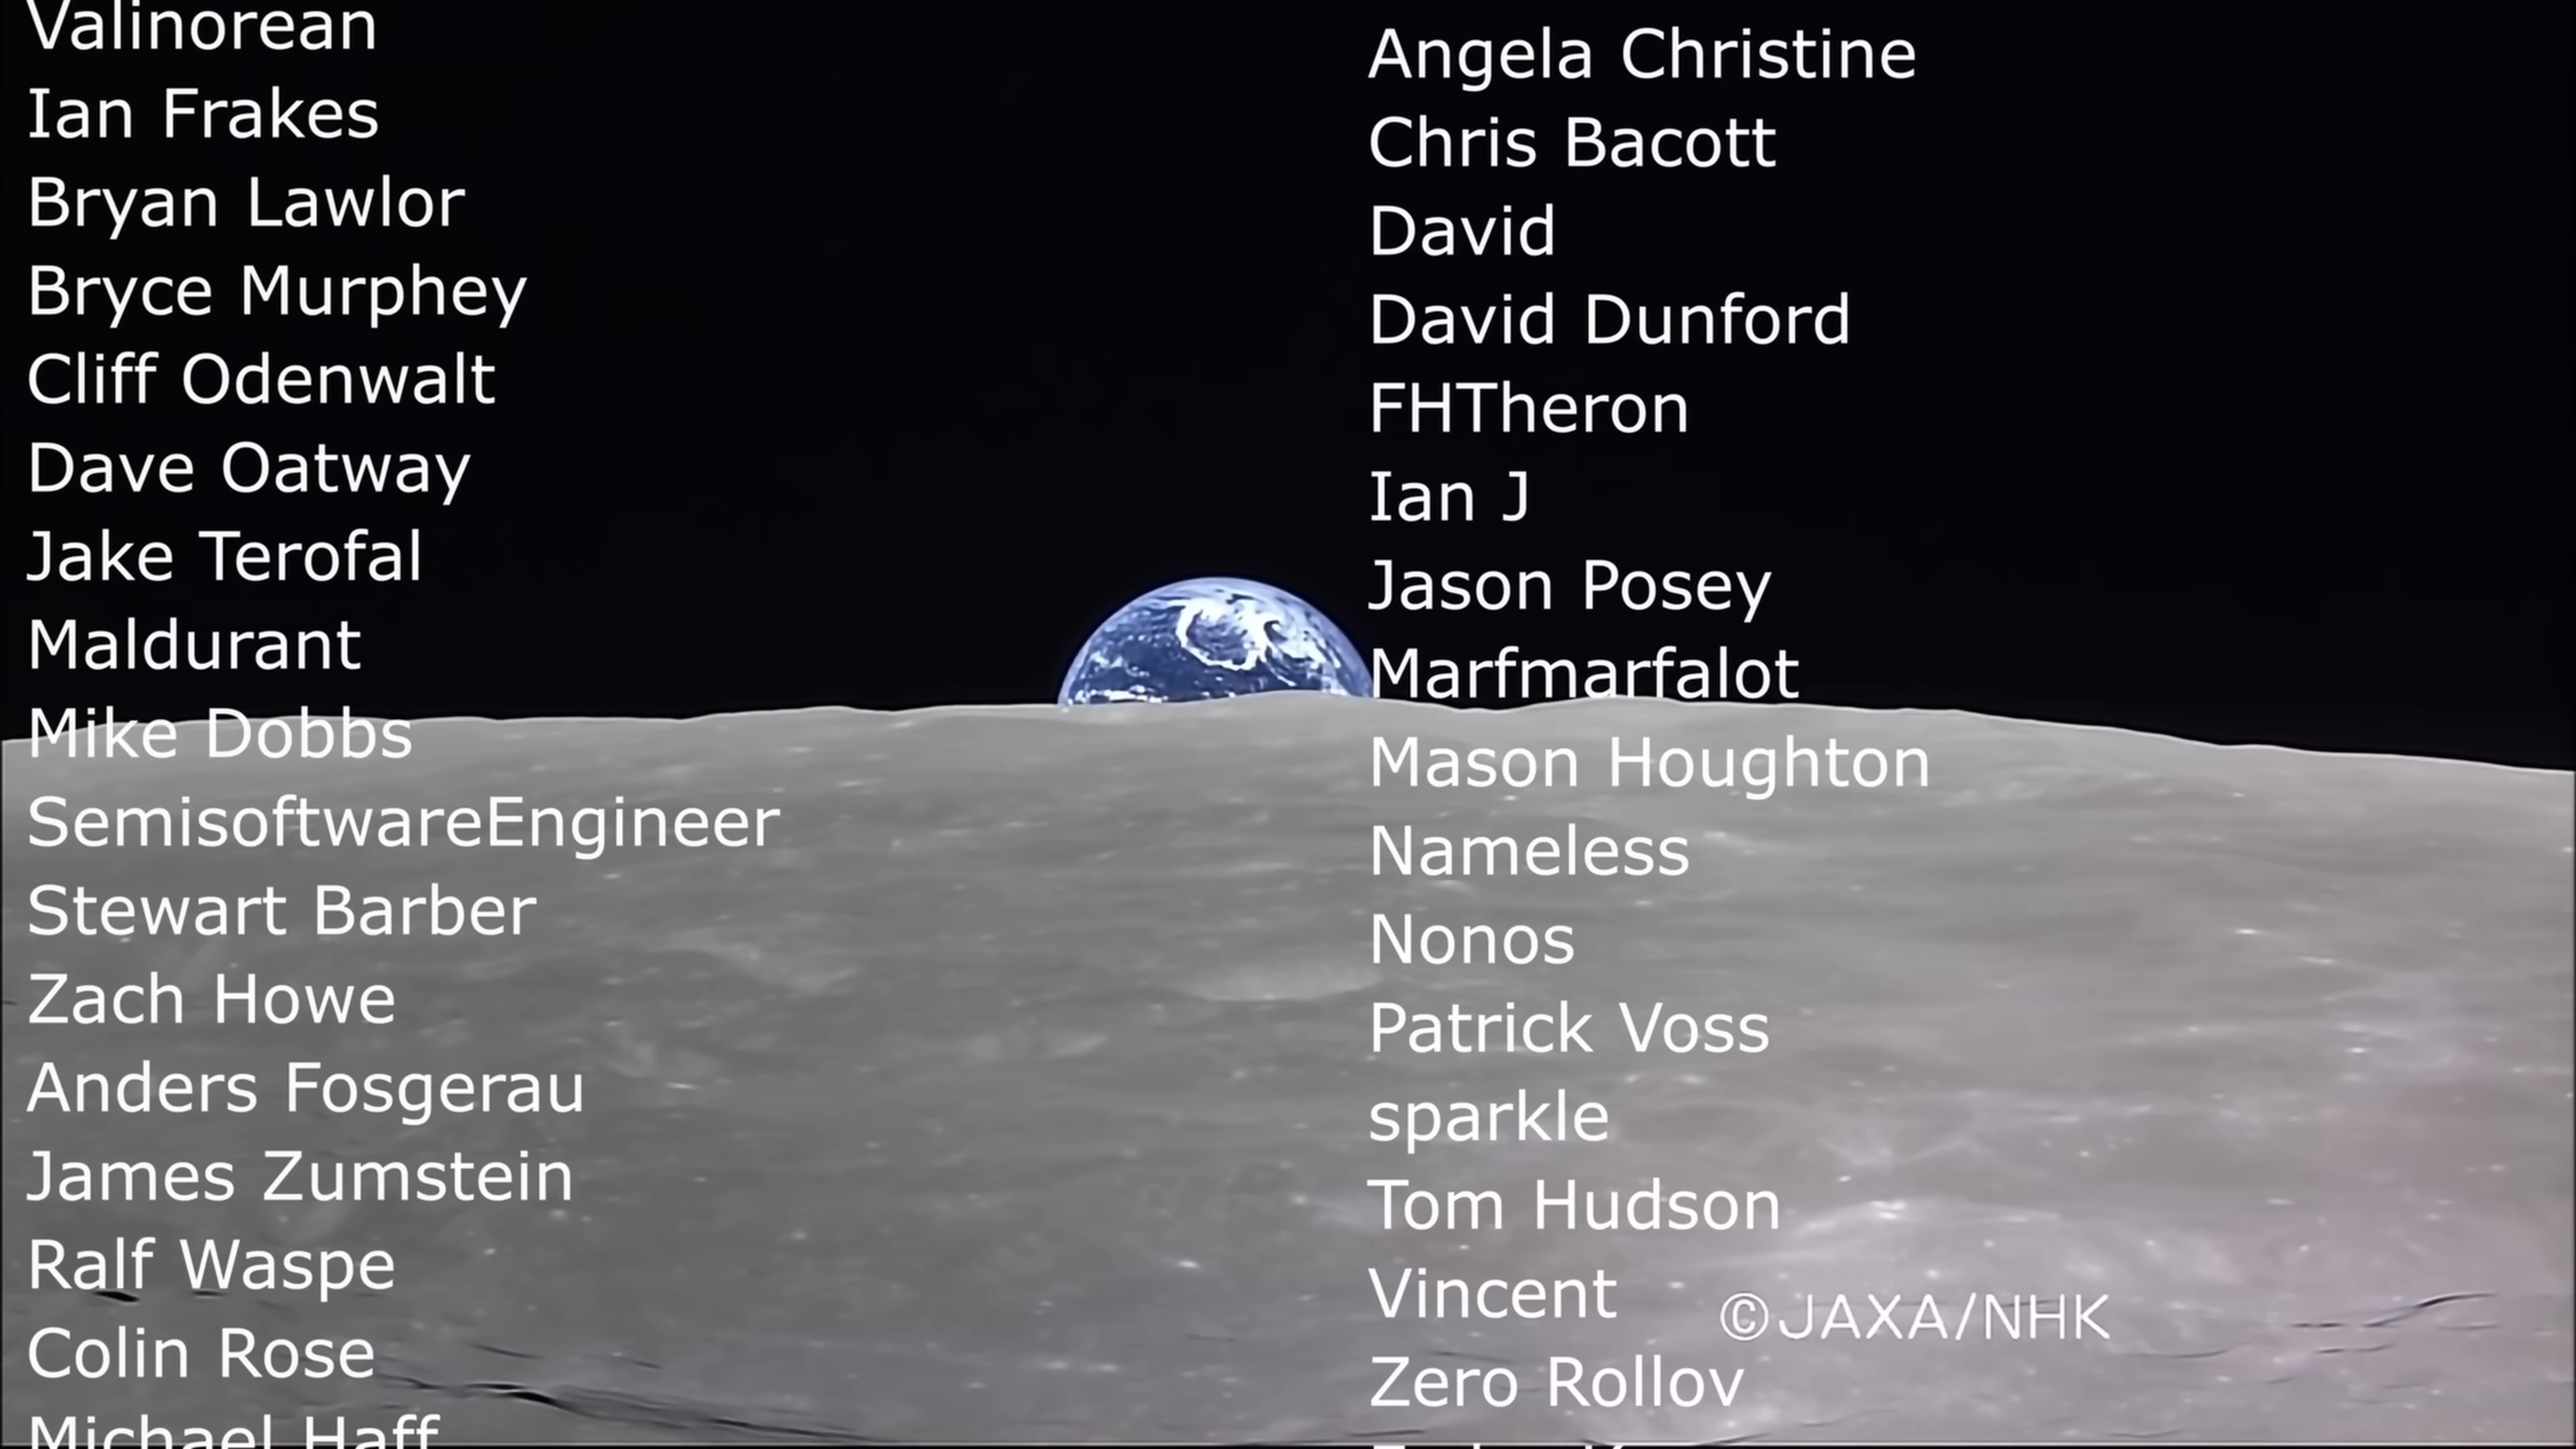 Valinorean
Ian Frakes
Bryan Lawlor
Bryce Murphey
Cliff Odenwalt
Dave Oatway
Jake Terofal
Maldurant
Mike Dobbs
SemisoftwareEngineer
Stewart Barber
Zach Howe
Anders Fosgerau
James Zumstein
Ralf Waspe
Colin Rose
Michael Haff
Angela Christine
Chris Bacott
David
David Dunford
FHTheron
Ian J
Jason Posey
Marfmarfalot
Mason Houghton
Nameless
Nonos
Patrick Voss
sparkle
Tom Hudson
Vincent
Zero Rollov
©JAXA/NHK